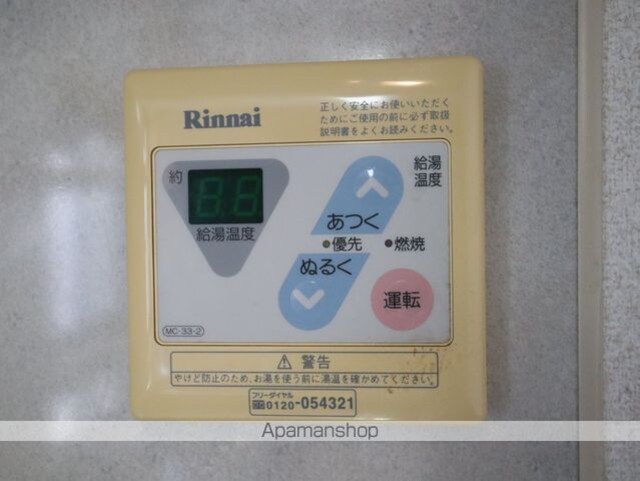 Rinnai
正しく安全にお使いいただく
ためにご使用の前に必ず取扱
説明書をよくお読みください。
約
88
給湯温度
給湯
温度
あつく
優先
燃焼
ぬるく
運転
MC-33-2
警告
やけど防止のため、お湯を使う前に湯温を確かめてください。
フリーダイヤル
0120-054321
Apamanshop